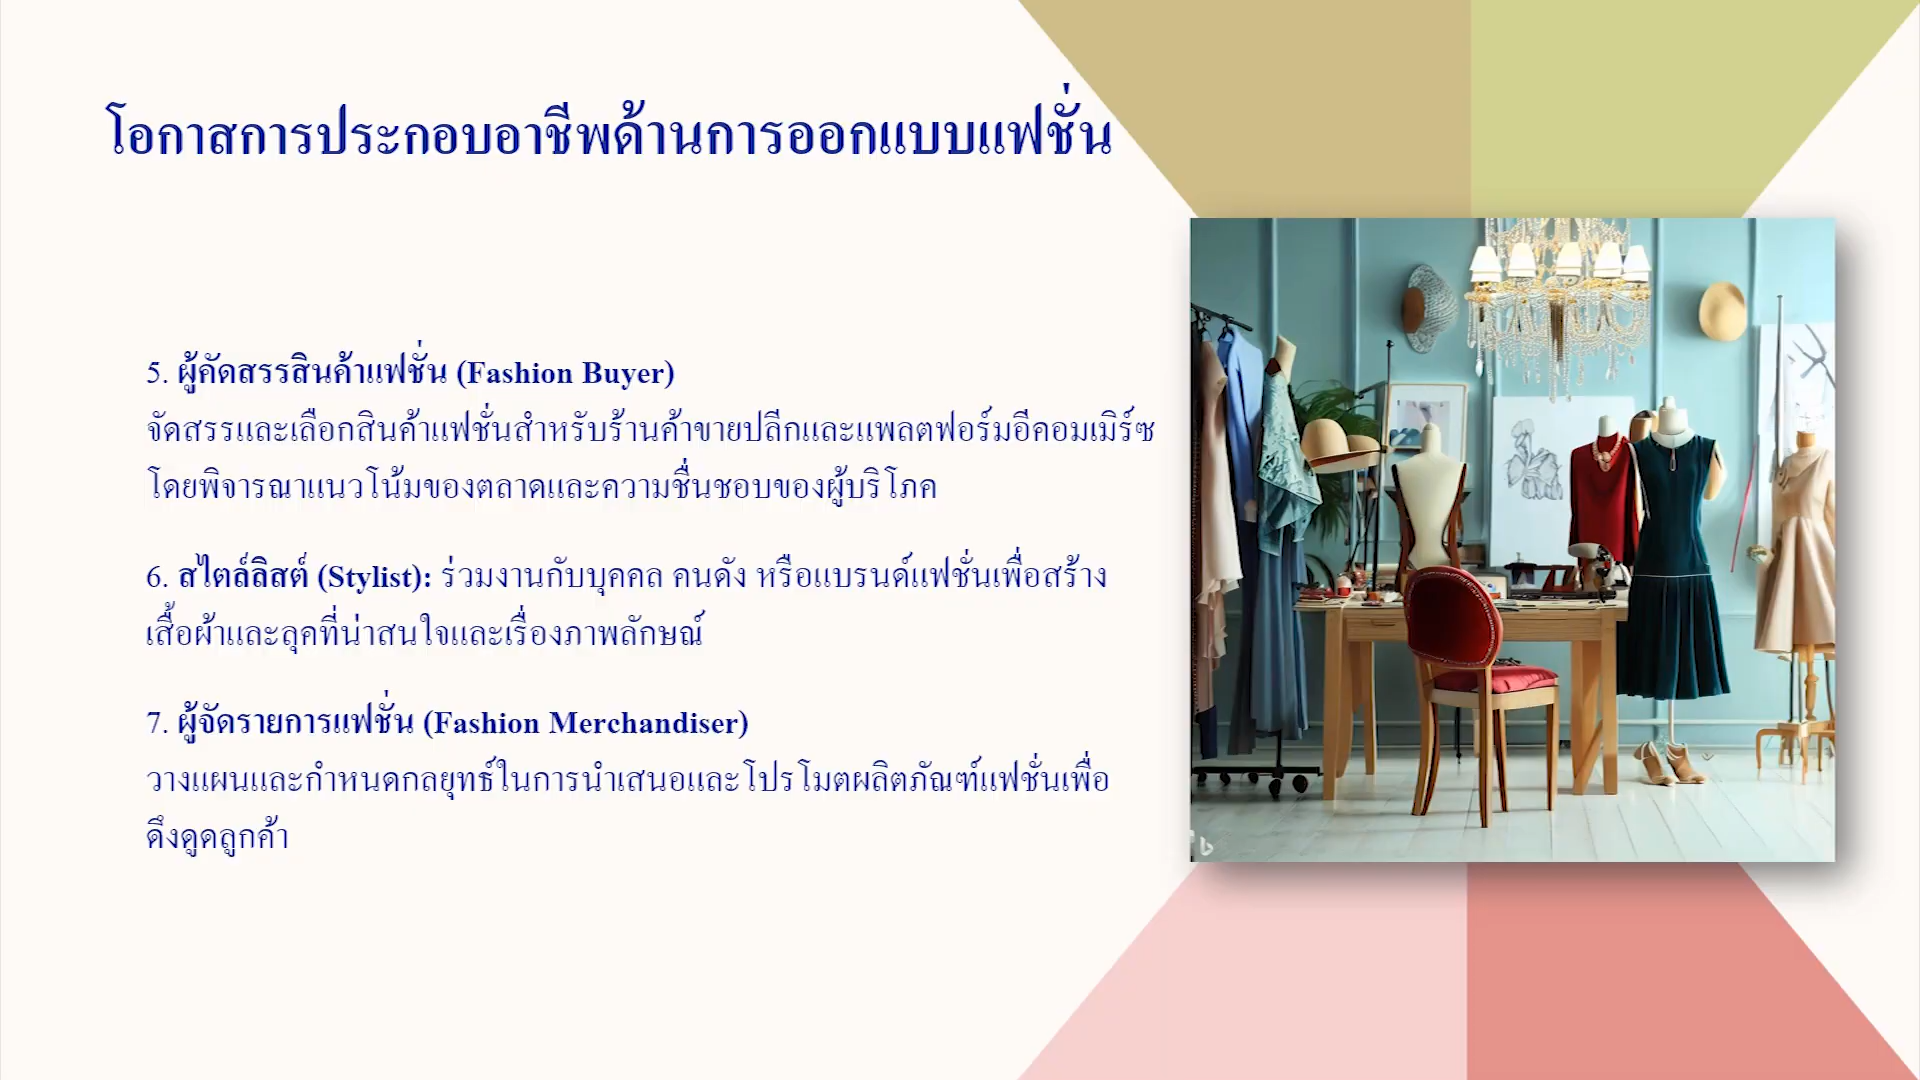 โอกาสการประกอบอาชีพด้านการออกแบบแฟชั่น
5. ผู้คัดสรรสินค้าแฟชั่น (Fashion Buyer)
จัดสรรและเลือกสินค้าแฟชั่นสำหรับร้านค้าขายปลีกและแพลตฟอร์มอีคอมเมิร์ซ
โดยพิจารณาแนวโน้มของตลาดและความชื่นชอบของผู้บริโภค
6. สไตล์ลิสต์ (Stylist): ร่วมงานกับบุคคล คนดัง หรือแบรนด์แฟชั่นเพื่อสร้าง
เสื้อผ้าและลุคที่น่าสนใจและเรื่องภาพลักษณ์
7. ผู้จัดรายการแฟชั่น (Fashion Merchandiser)
วางแผนและกำหนดกลยุทธ์ในการนำเสนอและโปรโมตผลิตภัณฑ์แฟชั่นเพื่อ
ดึงดูดลูกค้า